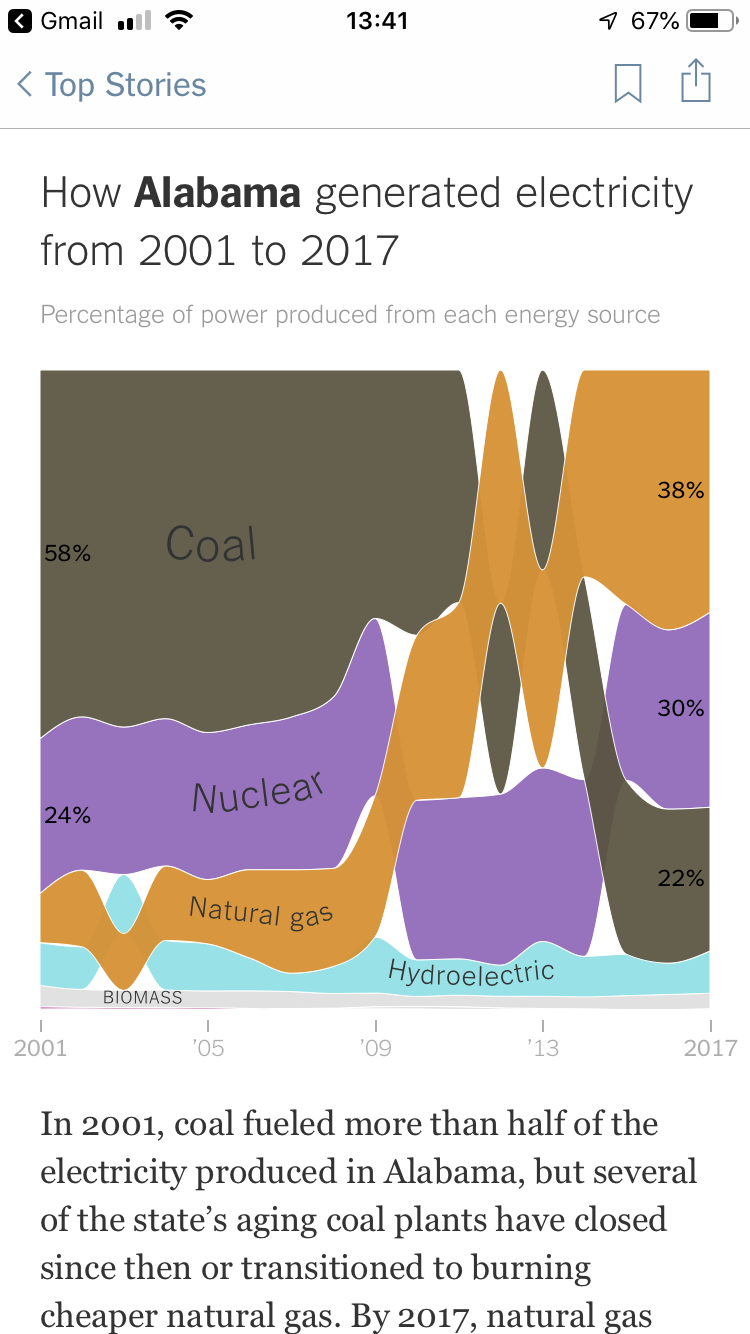 Gmail 13:41 67%
Top Stories
How Alabama generated electricity
from 2001 to 2017
Percentage of power produced from each energy source
38%
Coal
58%
30%
Nuclear
24%
22%
Natural gas
Hydroelectric
BIOMASS
2001 ’05 ’09 ’13 2017
In 2001, coal fueled more than half of the
electricity produced in Alabama, but several
of the state’s aging coal plants have closed
since then or transitioned to burning
cheaper natural gas. By 2017, natural gas